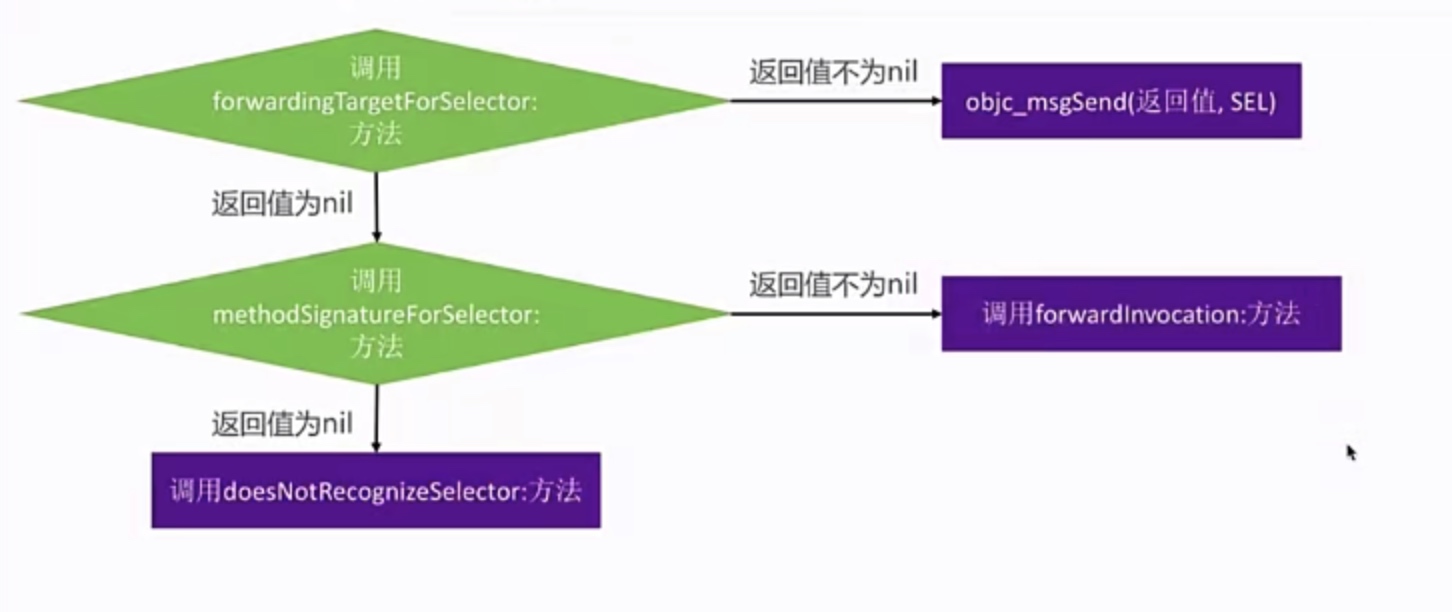 调用
forwardingTargetForSelector:
方法
返回值不为nil
objc_msgSend(返回值, SEL)
返回值为nil
调用
methodSignatureForSelector:
方法
返回值不为nil
调用forwardInvocation:方法
返回值为nil
调用doesNotRecognizeSelector:方法